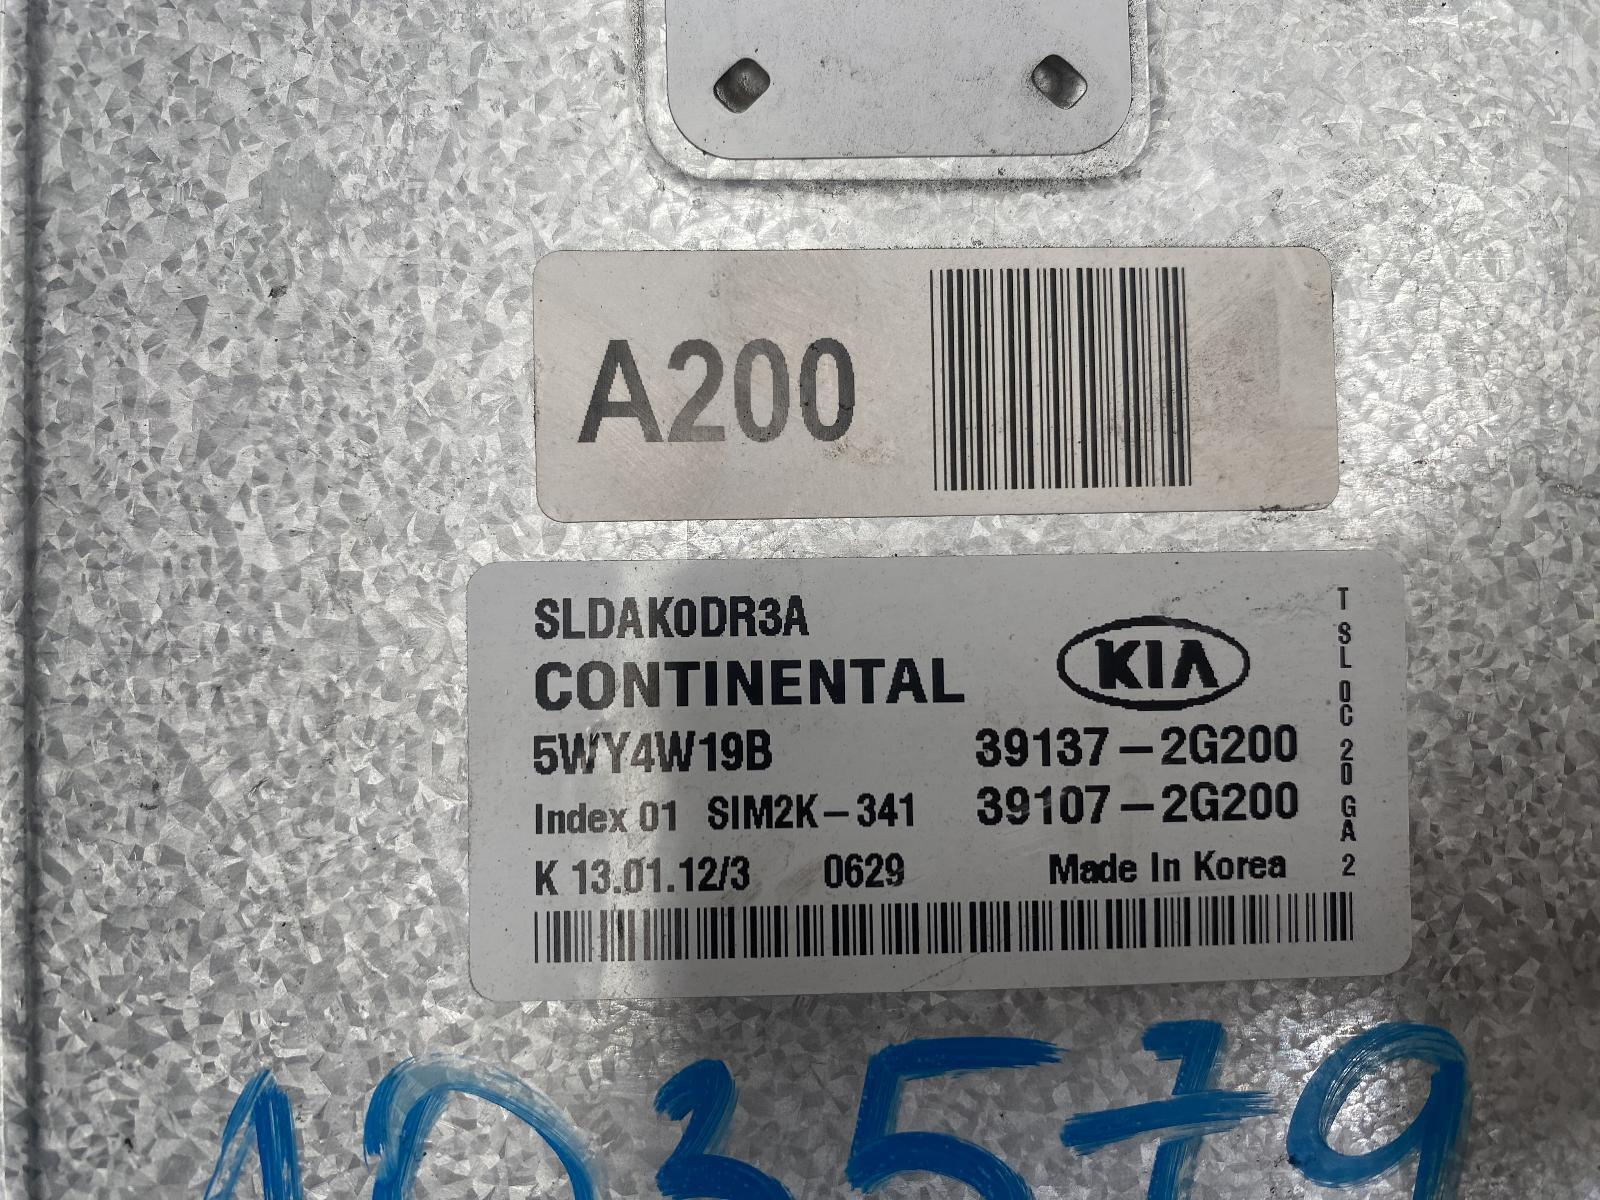 A200
SLDAK0DR3A
CONTINENTAL
KIA
5WY4W19B 39137-2G200
Index 01 SIM2K-341 39107-2G200
K 13.01.12/3 0629 Made In Korea
TSL0C20GA2
103579